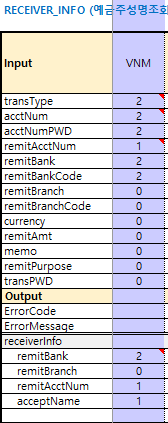 RECEIVER_INFO (예금주성명조회
Input VNM
transType 2
acctNum 2
acctNumPWD 2
remitAcctNum 1
remitBank 2
remitBankCode 2
remitBranch 0
remitBranchCode 0
currency 0
remitAmt 0
memo 0
remitPurpose 0
transPWD 0
Output
ErrorCode
ErrorMessage
receiverInfo
remitBank 2
remitBranch 0
remitAcctNum 1
acceptName 1